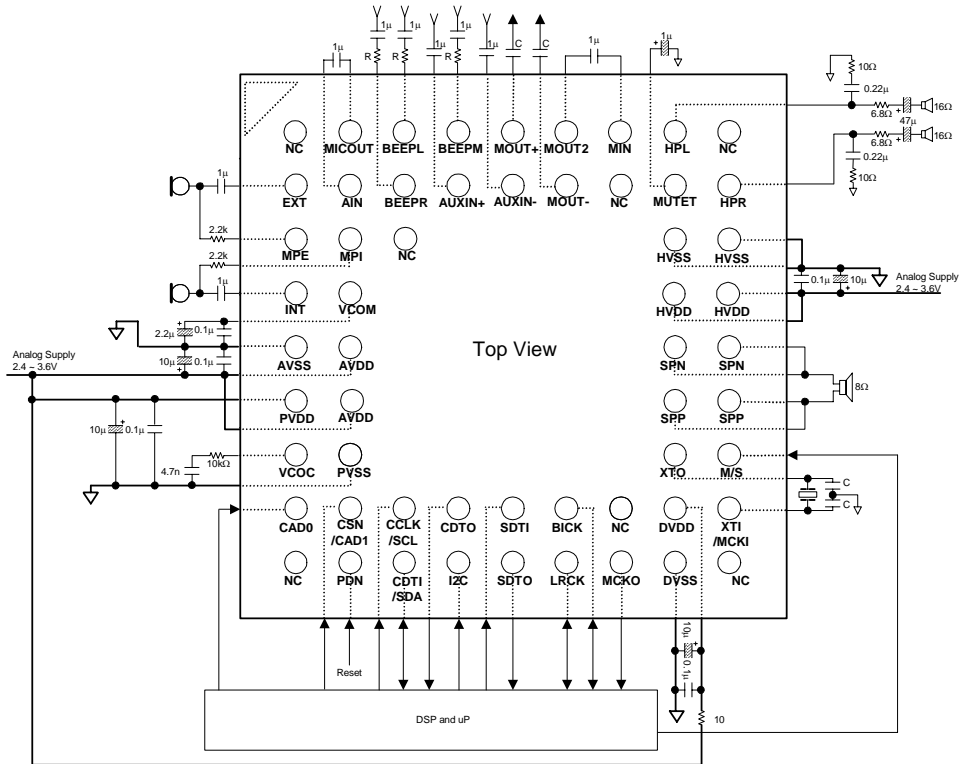 1μ 1μ 1μ 1μ 1μ C C 1μ 1μ
1μ R R R
10Ω
0.22μ
6.8Ω 47μ 16Ω
6.8Ω 16Ω
0.22μ
10Ω
NC MICOUT BEEPL BEEPM MOUT+ MOUT2 MIN HPL NC
1μ
EXT AIN BEEPR AUXIN+ AUXIN- MOUT- NC MUTET HPR
2.2k
MPE MPI NC HVSS HVSS
2.2k
1μ
0.1μ 10μ
Analog Supply
2.4 ~ 3.6V
INT VCOM HVDD HVDD
2.2μ 0.1μ
Top View
Analog Supply
2.4 ~ 3.6V
10μ 0.1μ
AVSS AVDD SPN SPN
8Ω
PVDD AVDD SPP SPP
10μ 0.1μ
4.7n 10kΩ
VCOC PVSS XTO M/S
C
C
CAD0 CSN
/CAD1 CCLK
/SCL CDTO SDTI BICK NC DVDD XTI
/MCKI
NC PDN CDTI
/SDA I2C SDTO LRCK MCKO DVSS NC
10μ
0.1μ
Reset
DSP and uP
10